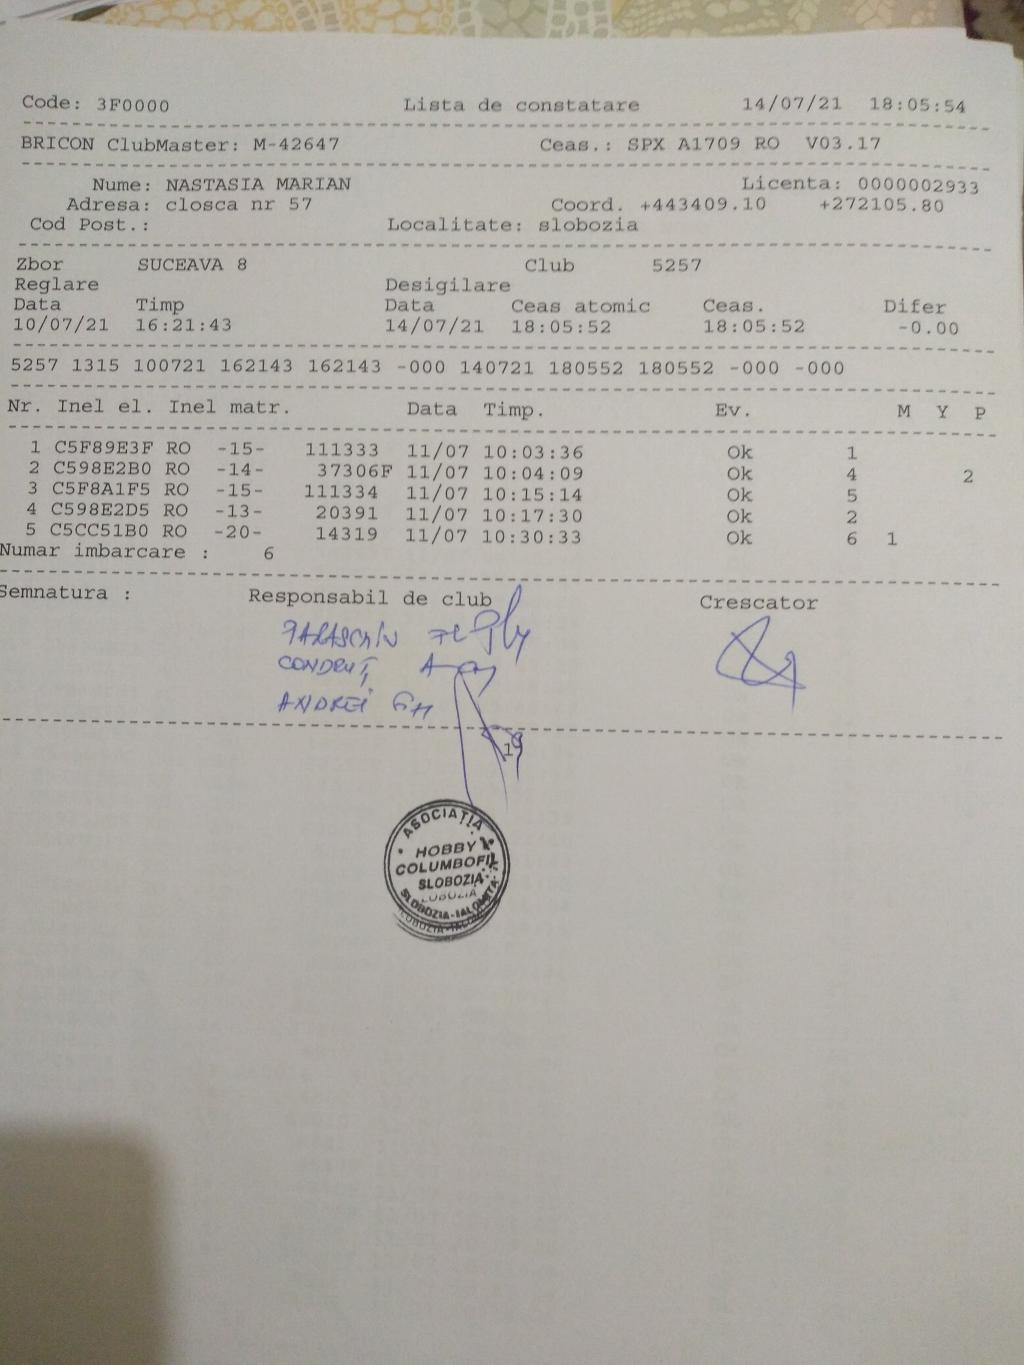 Code: 3F0000 Lista de constatare 14/07/21 18:05:54
BRICON ClubMaster: M-42647 Ceas.: SPX A1709 RO V03.17
Nume: NASTASIA MARIAN Licenta: 0000002933
Adresa: closca nr 57 Coord. +443409.10 +272105.80
Cod Post.: Localitate: slobozia
Zbor SUCEAVA 8 Club 5257
Reglare Desigilare
Data Timp Data Ceas atomic Ceas. Difer
10/07/21 16:21:43 14/07/21 18:05:52 18:05:52 -0.00
5257 1315 100721 162143 162143 -000 140721 180552 180552 -000 -000
Nr. Inel el. Inel matr. Data Timp. Ev. M Y P
1 C5F89E3F RO -15- 111333 11/07 10:03:36 Ok 1
2 C598E2B0 RO -14- 37306F 11/07 10:04:09 Ok 4 2
3 C5F8A1F5 RO -15- 111334 11/07 10:15:14 Ok 5
4 C598E2D5 RO -13- 20391 11/07 10:17:30 Ok 2
5 C5CC51B0 RO -20- 14319 11/07 10:30:33 Ok 6 1
Numar imbarcare : 6
Semnatura : Responsabil de club Crescator
CONDRUȚ A
ANDREI GH
19
ASOCIAȚIA
HOBBY
COLUMBOFIL
SLOBOZIA
SLOBOZIA-IALOMIȚA